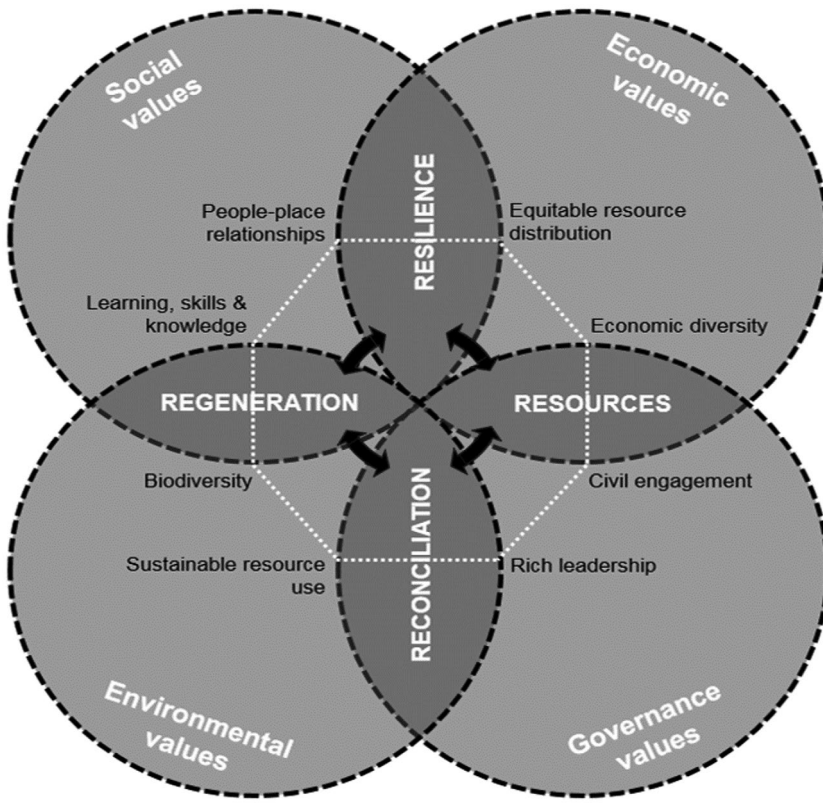 Social
values
Economic
values
RESILIENCE
People-place
relationships
Equitable resource
distribution
Learning, skills &
knowledge
Economic diversity
REGENERATION
RESOURCES
Biodiversity
Civil engagement
RECONCILIATION
Sustainable resource
use
Rich leadership
Environmental
values
Governance
values